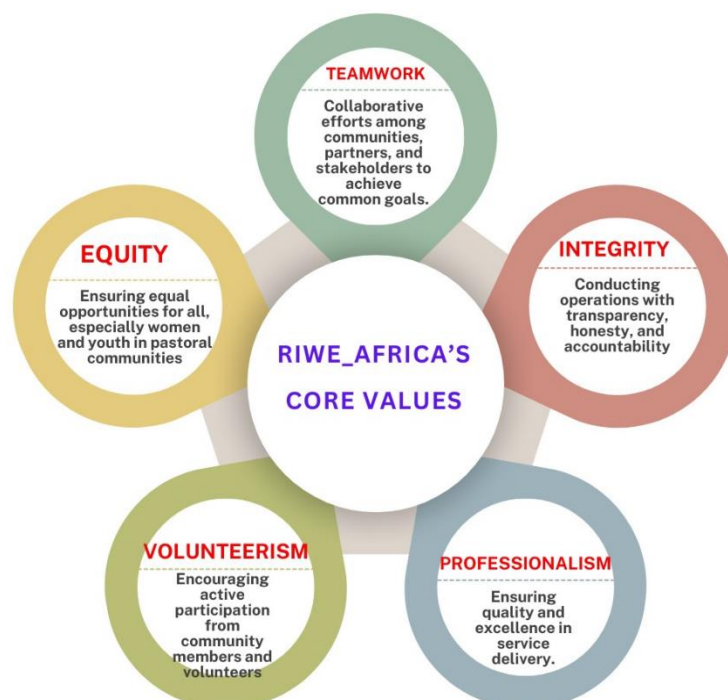 TEAMWORK
Collaborative
efforts among
communities,
partners, and
stakeholders to
achieve
common goals.
EQUITY
Ensuring equal
opportunities for all,
especially women
and youth in pastoral
communities
INTEGRITY
Conducting
operations with
transparency,
honesty, and
accountability
RIWE_AFRICA’S
CORE VALUES
VOLUNTEERISM
Encouraging
active
participation
from
community
members and
volunteers
PROFESSIONALISM
Ensuring
quality and
excellence in
service
delivery.